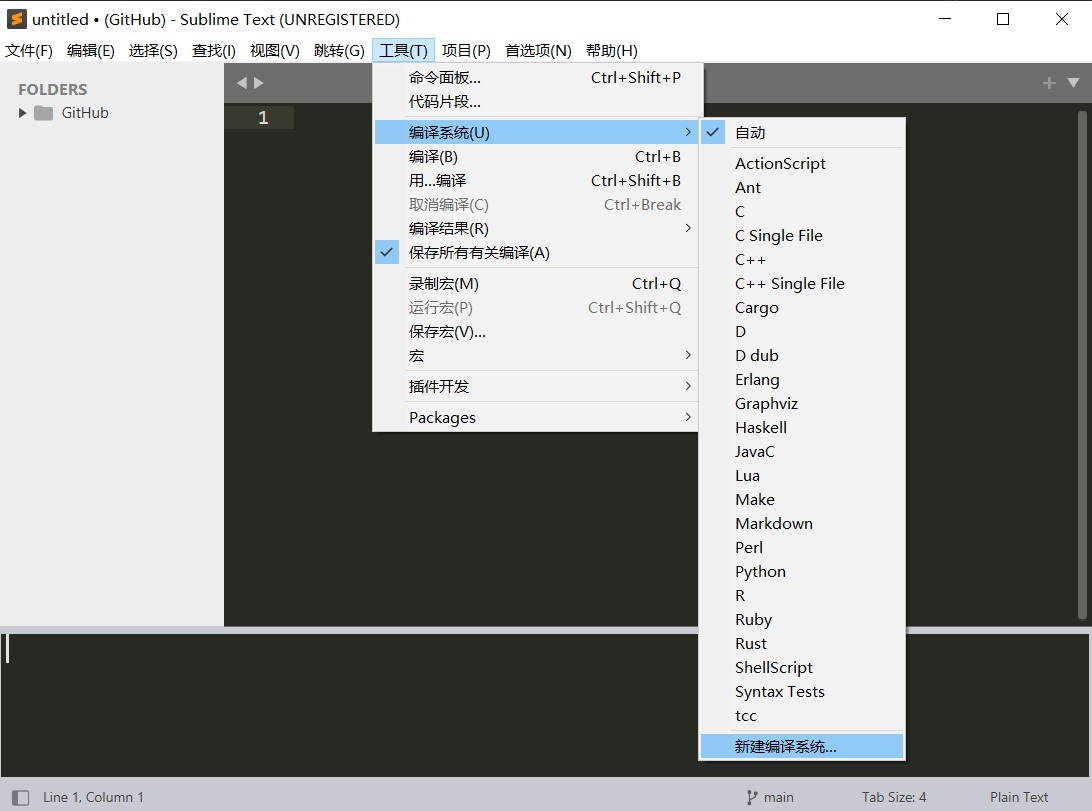 untitled • (GitHub) - Sublime Text (UNREGISTERED)
文件(F) 编辑(E) 选择(S) 查找(I) 视图(V) 跳转(G) 工具(T) 项目(P) 首选项(N) 帮助(H)
FOLDERS
GitHub
1
命令面板... Ctrl+Shift+P
代码片段...
编译系统(U)
编译(B) Ctrl+B
用...编译 Ctrl+Shift+B
取消编译(C) Ctrl+Break
编译结果(R)
保存所有有关编译(A)
录制宏(M) Ctrl+Q
运行宏(P) Ctrl+Shift+Q
保存宏(V)...
宏
插件开发
Packages
自动
ActionScript
Ant
C
C Single File
C++
C++ Single File
Cargo
D
D dub
Erlang
Graphviz
Haskell
JavaC
Lua
Make
Markdown
Perl
Python
R
Ruby
Rust
ShellScript
Syntax Tests
tcc
新建编译系统...
Line 1, Column 1 main Tab Size: 4 Plain Text